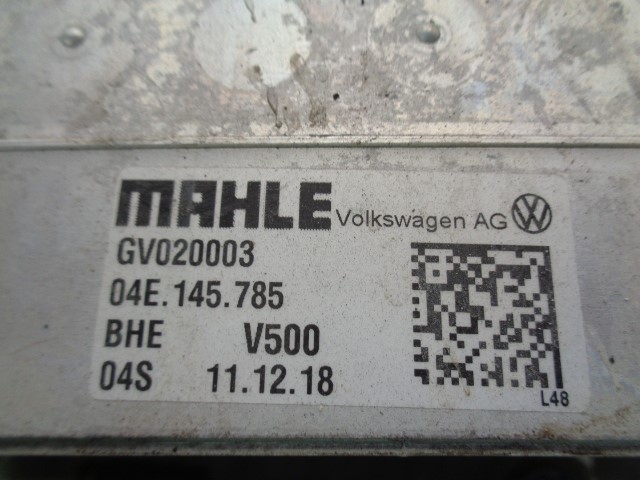 MAHLE Volkswagen AG
GV020003
04E.145.785
BHE V500
04S 11.12.18
L48